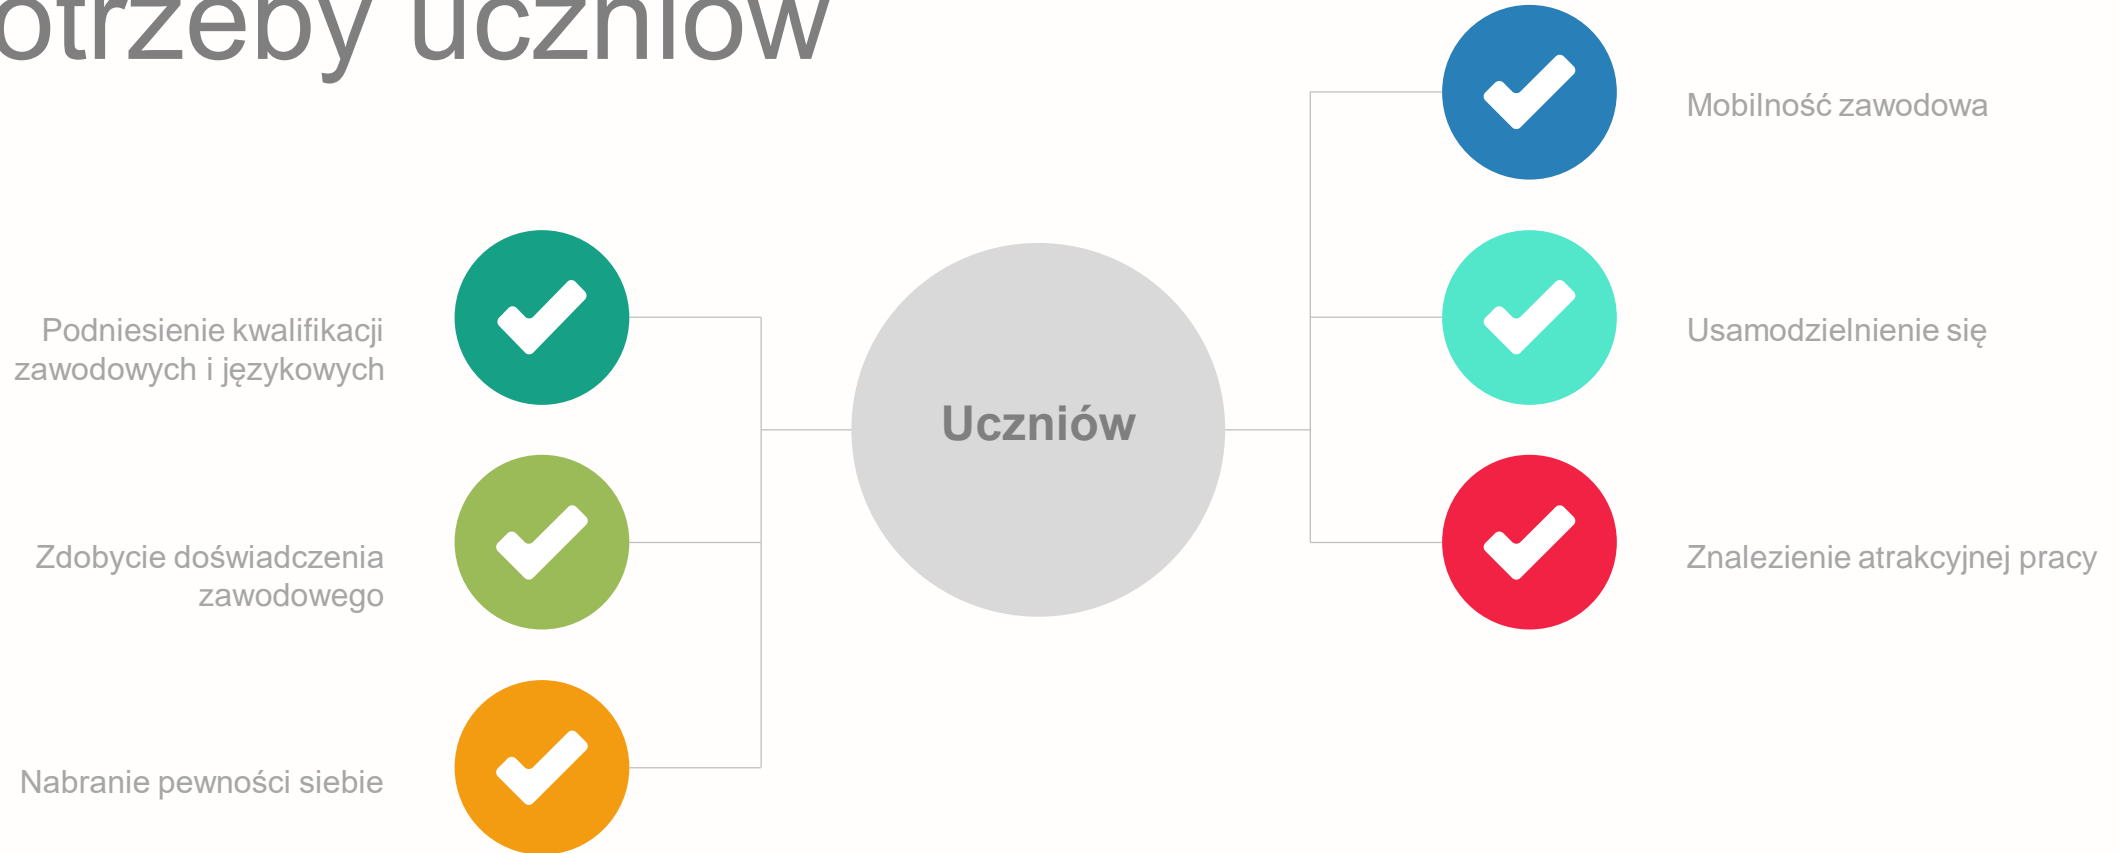 otrzeby uczniów
Podniesienie kwalifikacji
zawodowych i językowych
Zdobycie doświadczenia
zawodowego
Nabranie pewności siebie
Uczniów
Mobilność zawodowa
Usamodzielnienie się
Znalezienie atrakcyjnej pracy